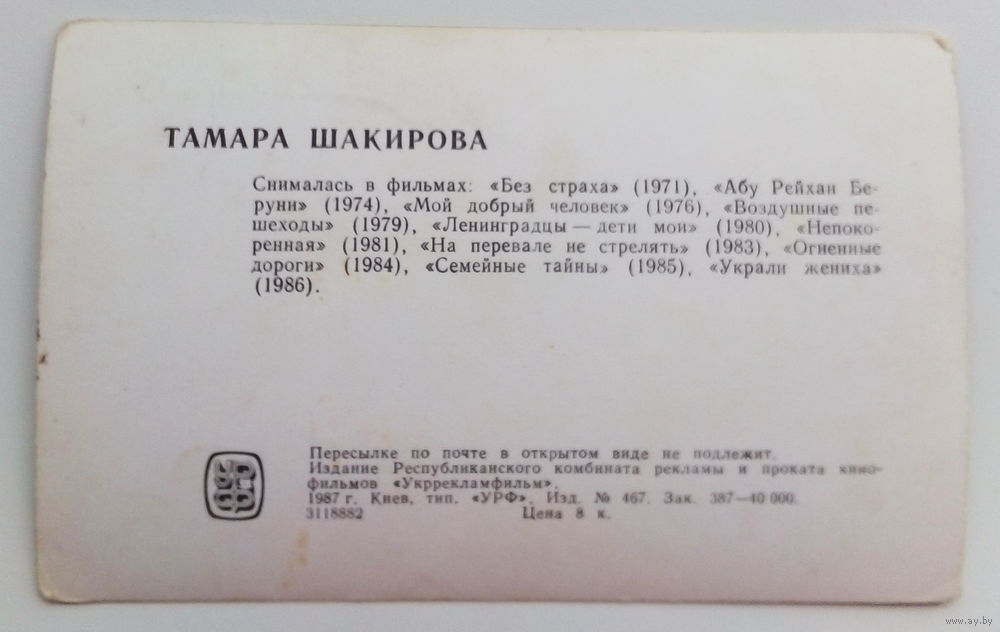 ТАМАРА ШАКИРОВА
Снималась в фильмах: «Без страха» (1971), «Абу Рейхан Бе-
руни» (1974), «Мой добрый человек» (1976), «Воздушные пе-
шеходы» (1979), «Ленинградцы — дети мои» (1980), «Непоко-
ренная» (1981), «На перевале не стрелять» (1983), «Огненные
дороги» (1984), «Семейные тайны» (1985), «Украли жениха»
(1986).
Пересылке по почте в открытом виде не подлежит.
Издание Республиканского комбината рекламы и проката кино-
фильмов «Укррекламфильм».
1987 г. Киев, тип. «УРФ». Изд. № 467. Зак. 387—40 000.
3118882 Цена 8 к.
www.ay.by